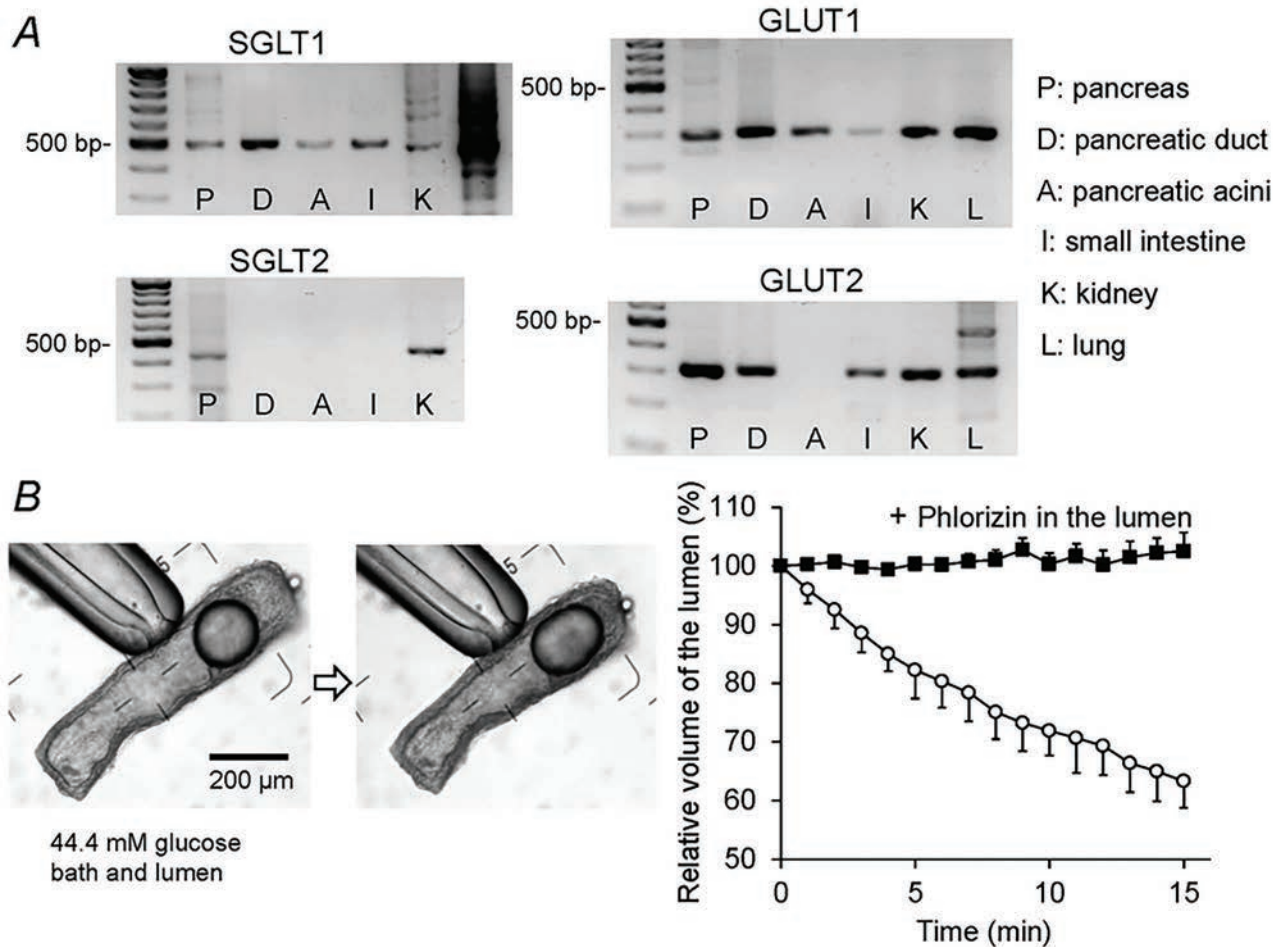 A
SGLT1
500 bp-
P D A I K
GLUT1
500 bp-
P D A I K L
P: pancreas
D: pancreatic duct
A: pancreatic acini
I: small intestine
K: kidney
L: lung
SGLT2
500 bp-
P D A I K
GLUT2
500 bp-
P D A I K L
B
5
200 µm
5
44.4 mM glucose
bath and lumen
Relative volume of the lumen (%)
110
100
90
80
70
60
50
+ Phlorizin in the lumen
0 5 10 15
Time (min)